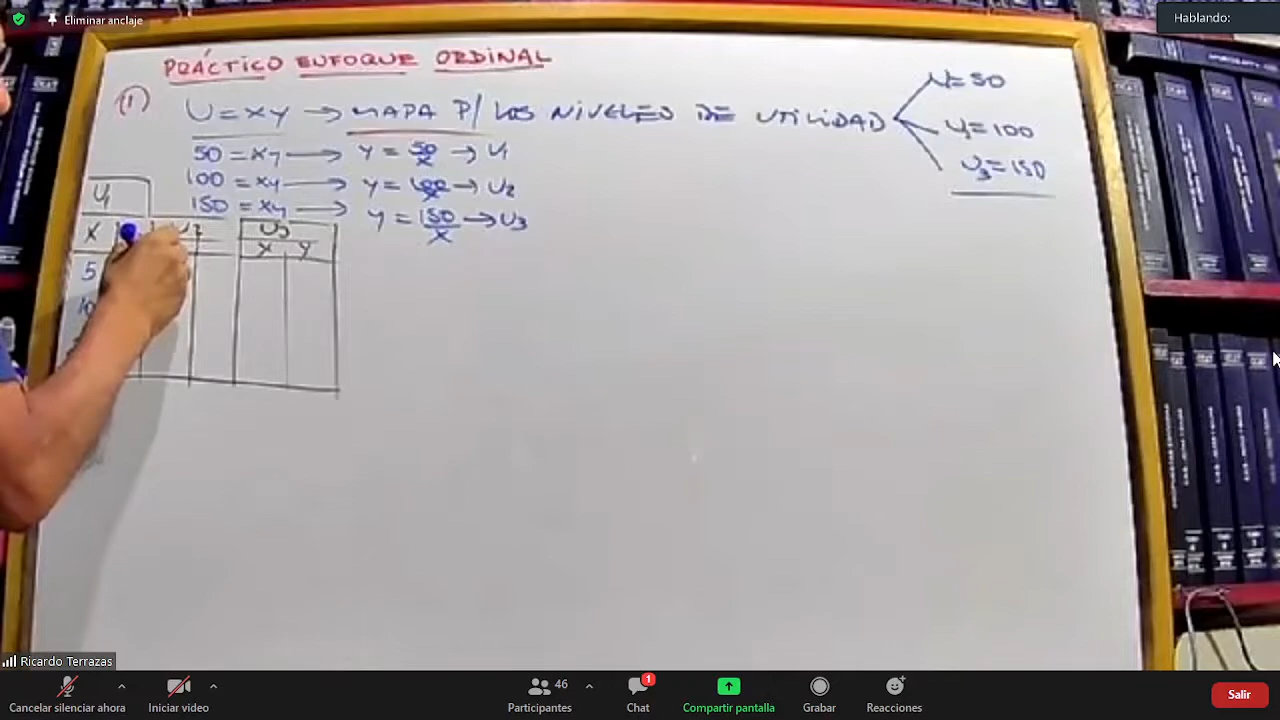 Eliminar anclaje
Hablando:
PRÁCTICO ENFOQUE ORDINAL
(1) U = XY → MAPA P/ LOS NIVELES DE UTILIDAD
U = 50
U = 100
U3 = 150
50 = XY → Y = 50/X → U1
100 = XY → Y = 100/X → U2
150 = XY → Y = 150/X → U3
U1
X
5
10
U3
X Y
Ricardo Terrazas
46
1
Cancelar silenciar ahora
Iniciar video
Participantes
Chat
Compartir pantalla
Grabar
Reacciones
Salir